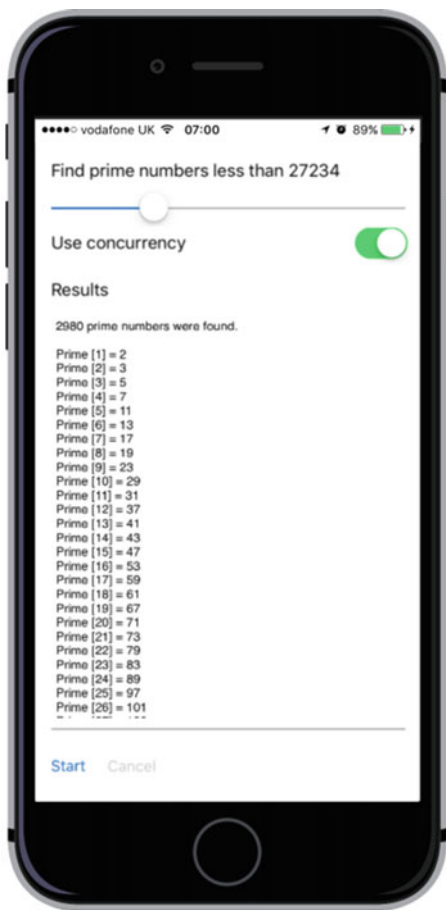 vodafone UK 07:00 89%
Find prime numbers less than 27234
Use concurrency
Results
2980 prime numbers were found.
Prime [1] = 2
Prime [2] = 3
Prime [3] = 5
Prime [4] = 7
Prime [5] = 11
Prime [6] = 13
Prime [7] = 17
Prime [8] = 19
Prime [9] = 23
Prime [10] = 29
Prime [11] = 31
Prime [12] = 37
Prime [13] = 41
Prime [14] = 43
Prime [15] = 47
Prime [16] = 53
Prime [17] = 59
Prime [18] = 61
Prime [19] = 67
Prime [20] = 71
Prime [21] = 73
Prime [22] = 79
Prime [23] = 83
Prime [24] = 89
Prime [25] = 97
Prime [26] = 101
Start Cancel